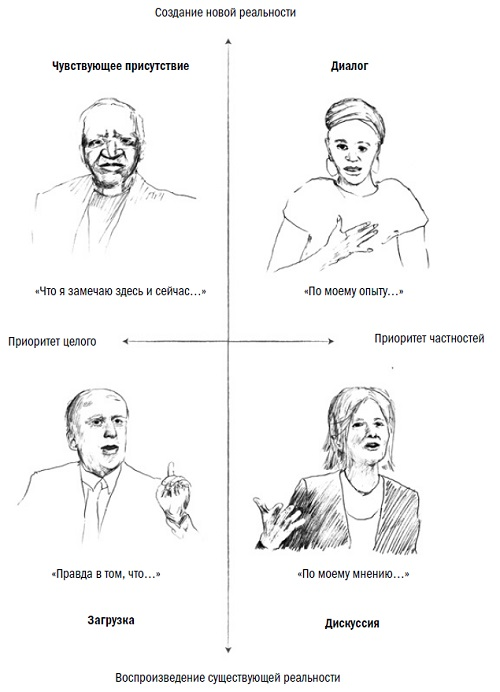 Создание новой реальности
Чувствующее присутствие
Диалог
«Что я замечаю здесь и сейчас…»
«По моему опыту…»
Приоритет целого
Приоритет частностей
«Правда в том, что…»
«По моему мнению…»
Загрузка
Дискуссия
Воспроизведение существующей реальности